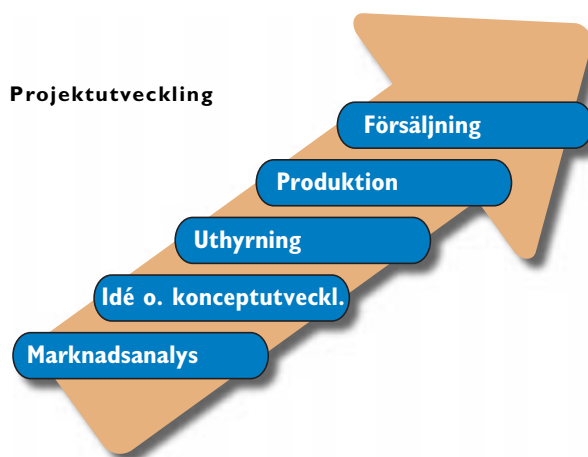 Projektutveckling
Försäljning
Produktion
Uthyrning
Idé o. konceptutveckl.
Marknadsanalys